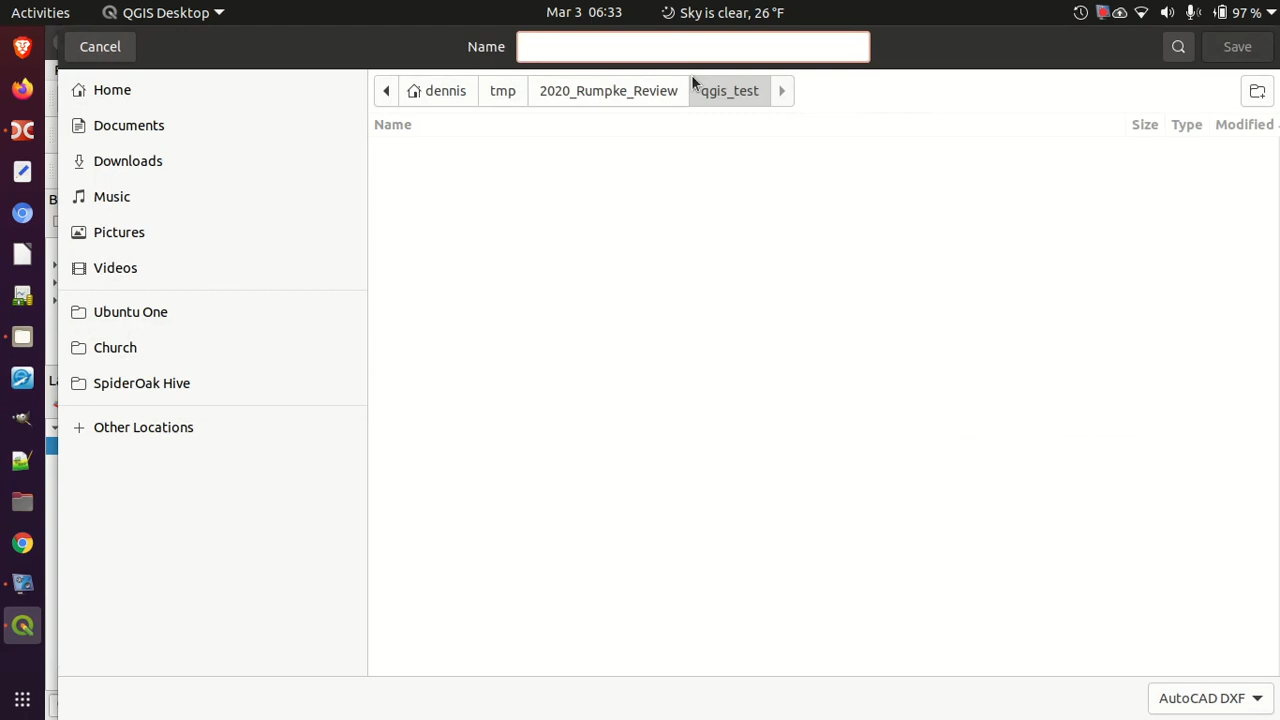 Activities QGIS Desktop Mar 3 06:33 Sky is clear, 26 °F 97 %
Cancel Name Save
Home dennis tmp 2020_Rumpke_Review qgis_test
Name Size Type Modified
Documents
Downloads
Music
Pictures
Videos
Ubuntu One
Church
SpiderOak Hive
Other Locations
AutoCAD DXF